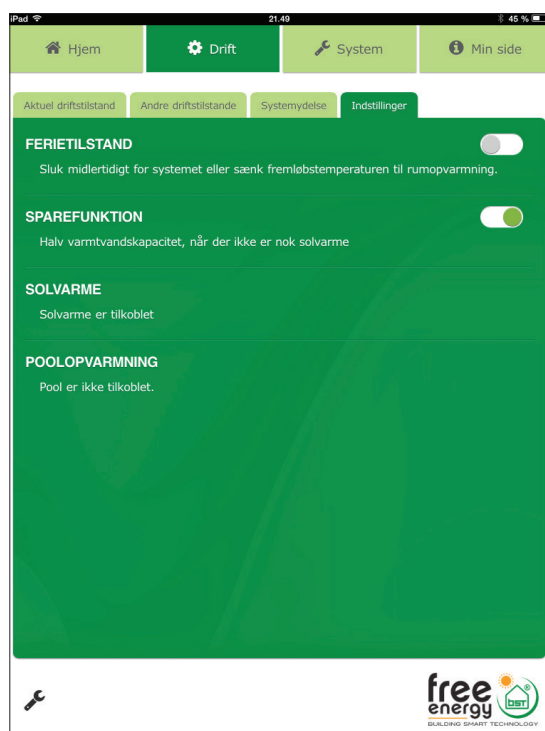 iPad 21.49 45 %
Hjem Drift System Min side
Aktuel driftstilstand Andre driftstilstande Systemydelse Indstillinger
FERIETILSTAND
Sluk midlertidigt for systemet eller sænk fremløbstemperaturen til rumopvarmning.
SPAREFUNKTION
Halv varmtvandskapacitet, når der ikke er nok solvarme
SOLVARME
Solvarme er tilkoblet
POOLOPVARMNING
Pool er ikke tilkoblet.
free
energy
bst
®
BUILDING SMART TECHNOLOGY